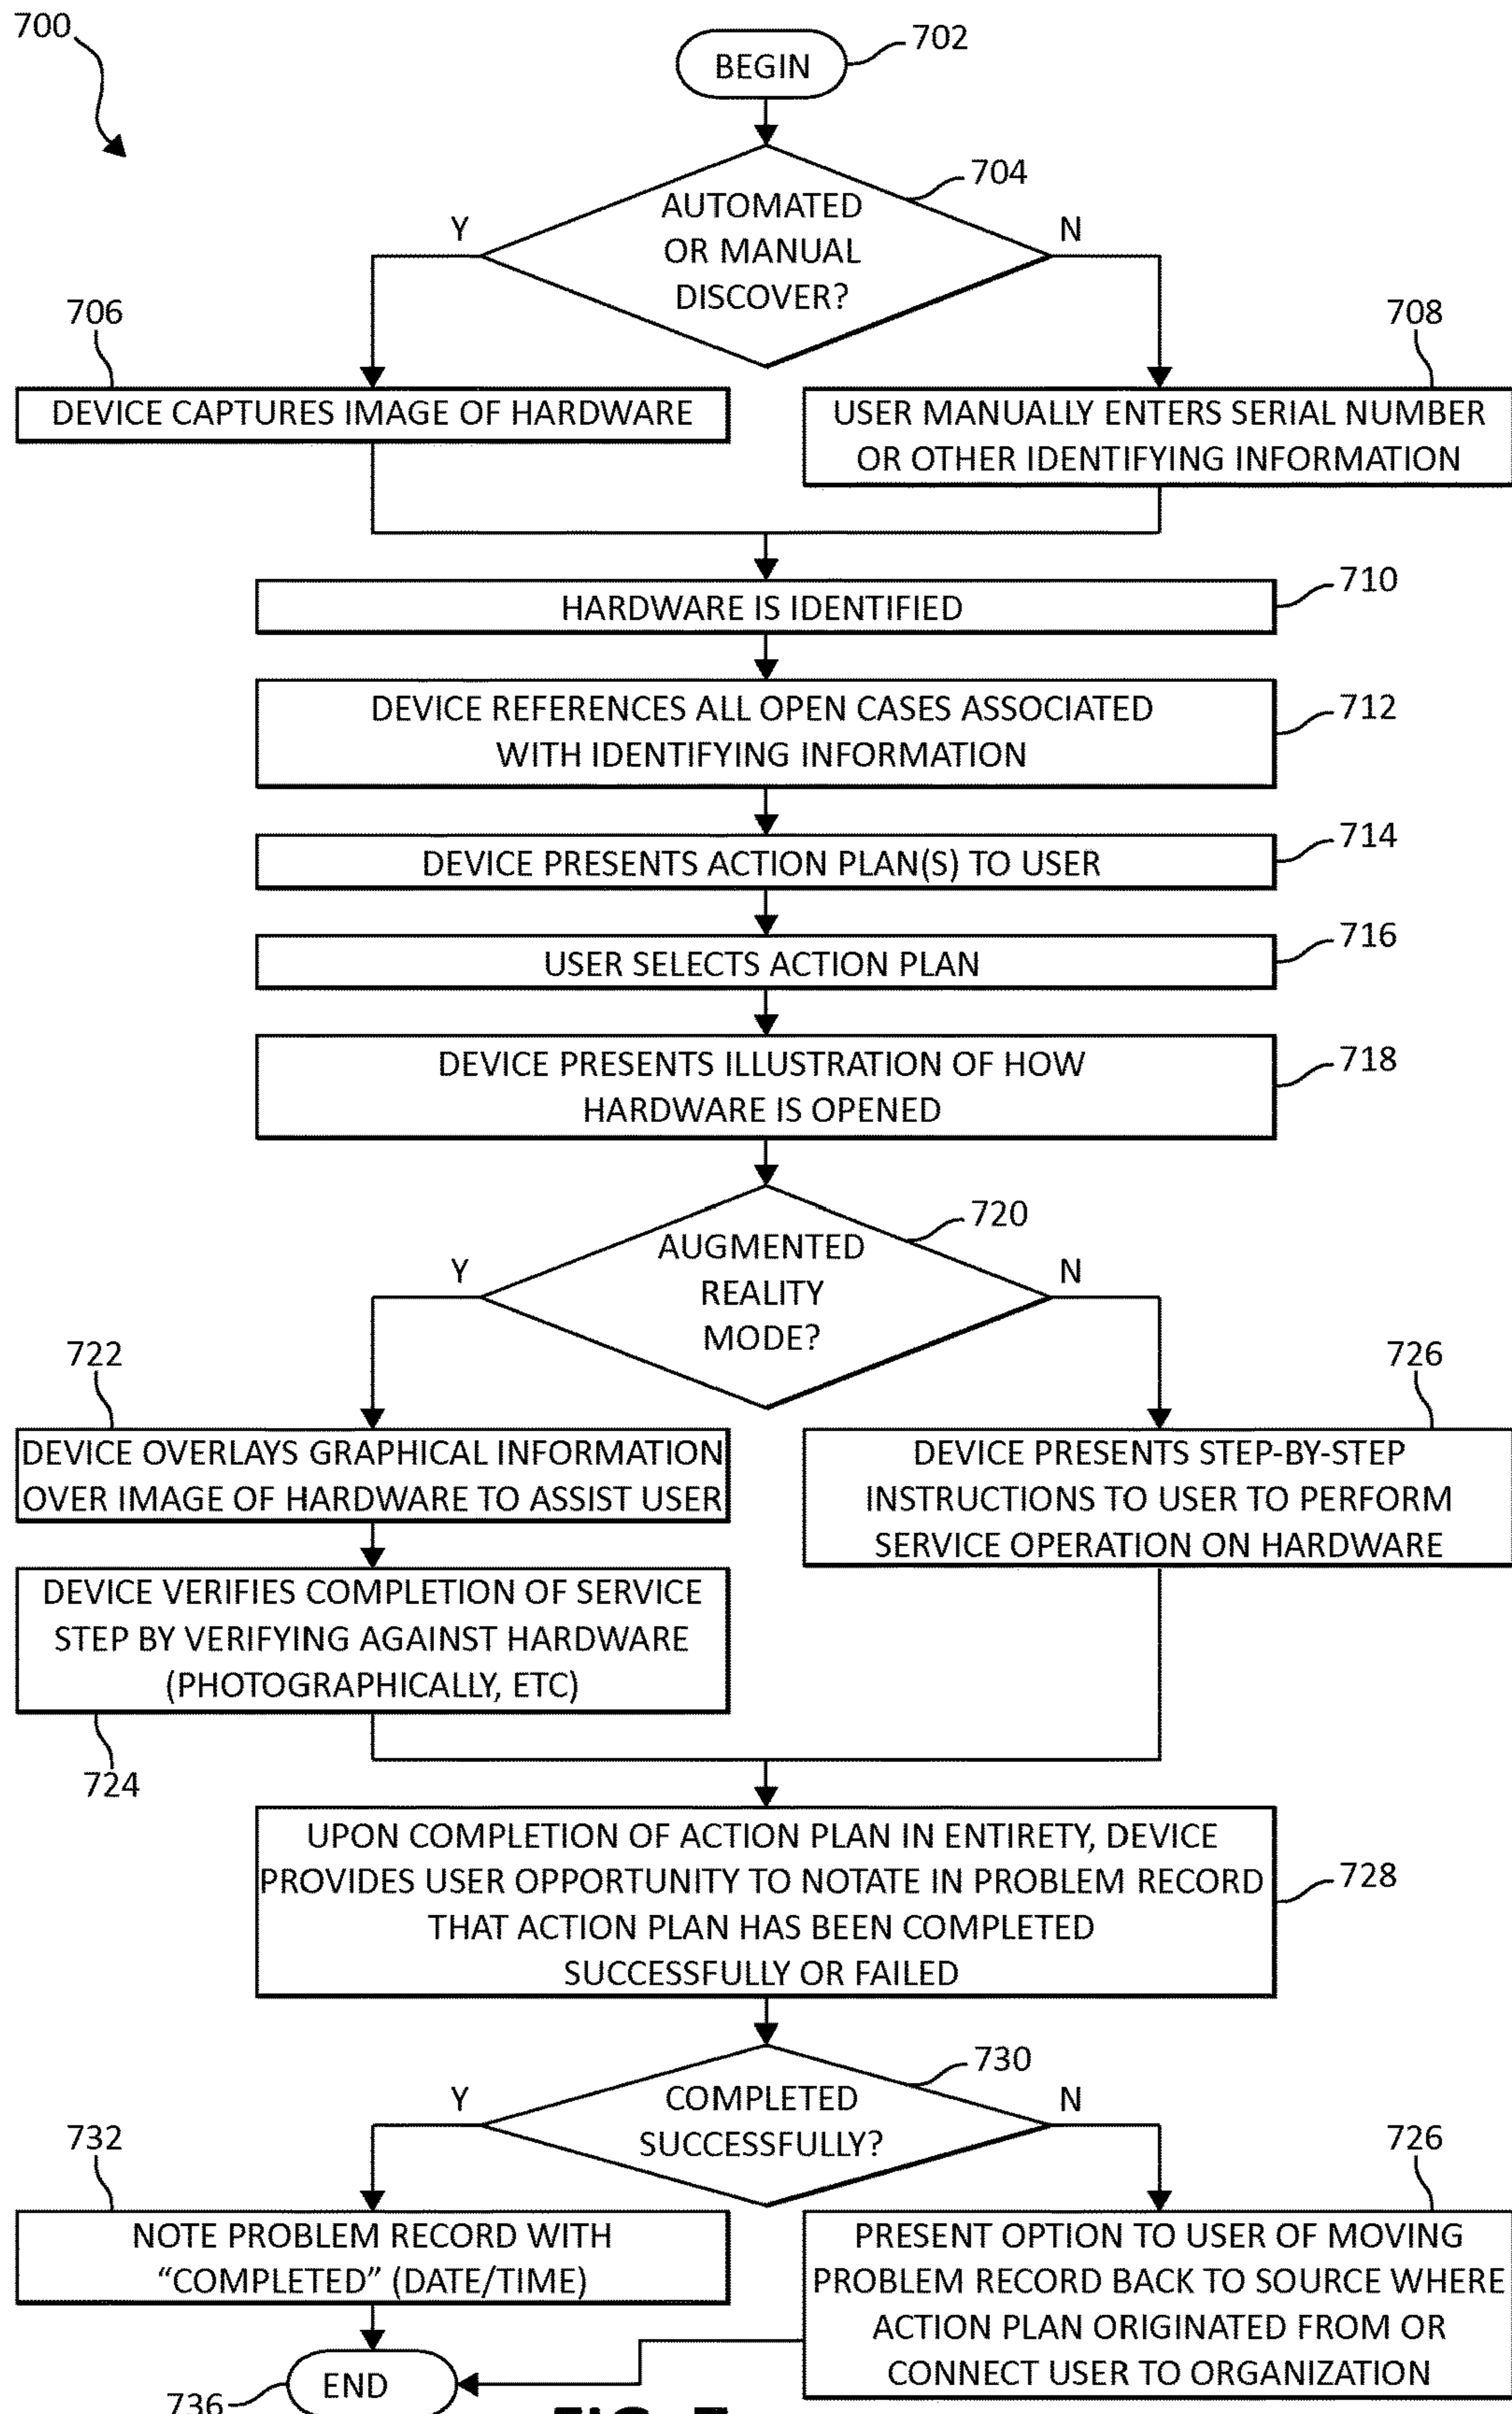 700
BEGIN
702
AUTOMATED
OR MANUAL
DISCOVER?
704
Y
N
706
DEVICE CAPTURES IMAGE OF HARDWARE
708
USER MANUALLY ENTERS SERIAL NUMBER
OR OTHER IDENTIFYING INFORMATION
HARDWARE IS IDENTIFIED
710
DEVICE REFERENCES ALL OPEN CASES ASSOCIATED
WITH IDENTIFYING INFORMATION
712
DEVICE PRESENTS ACTION PLAN(S) TO USER
714
USER SELECTS ACTION PLAN
716
DEVICE PRESENTS ILLUSTRATION OF HOW
HARDWARE IS OPENED
718
AUGMENTED
REALITY
MODE?
720
Y
N
722
DEVICE OVERLAYS GRAPHICAL INFORMATION
OVER IMAGE OF HARDWARE TO ASSIST USER
726
DEVICE PRESENTS STEP-BY-STEP
INSTRUCTIONS TO USER TO PERFORM
SERVICE OPERATION ON HARDWARE
DEVICE VERIFIES COMPLETION OF SERVICE
STEP BY VERIFYING AGAINST HARDWARE
(PHOTOGRAPHICALLY, ETC)
724
UPON COMPLETION OF ACTION PLAN IN ENTIRETY, DEVICE
PROVIDES USER OPPORTUNITY TO NOTATE IN PROBLEM RECORD
THAT ACTION PLAN HAS BEEN COMPLETED
SUCCESSFULLY OR FAILED
728
COMPLETED
SUCCESSFULLY?
730
Y
N
732
NOTE PROBLEM RECORD WITH
“COMPLETED” (DATE/TIME)
726
PRESENT OPTION TO USER OF MOVING
PROBLEM RECORD BACK TO SOURCE WHERE
ACTION PLAN ORIGINATED FROM OR
CONNECT USER TO ORGANIZATION
END
736